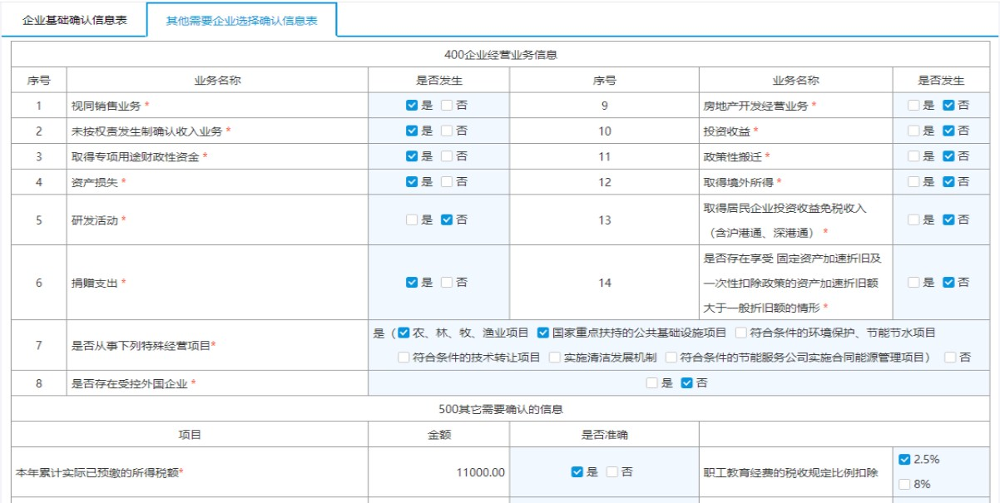 企业基础确认信息表 其他需要企业选择确认信息表
400企业经营业务信息
序号 业务名称 是否发生 序号 业务名称 是否发生
1 视同销售业务 * 是 否 9 房地产开发经营业务 * 是 否
2 未按权责发生制确认收入业务 * 是 否 10 投资收益 * 是 否
3 取得专项用途财政性资金 * 是 否 11 政策性搬迁 * 是 否
4 资产损失 * 是 否 12 取得境外所得 * 是 否
5 研发活动 * 是 否 13 取得居民企业投资收益免税收入
（含沪港通、深港通） * 是 否
6 捐赠支出 * 是 否 14 是否存在享受 固定资产加速折旧及
一次性扣除政策的资产加速折旧额
大于一般折旧额的情形 * 是 否
7 是否从事下列特殊经营项目* 是（ 农、林、牧、渔业项目 国家重点扶持的公共基础设施项目 符合条件的环境保护、节能节水项目
符合条件的技术转让项目 实施清洁发展机制 符合条件的节能服务公司实施合同能源管理项目） 否
8 是否存在受控外国企业 * 是 否
500其它需要确认的信息
项目 金额 是否准确
本年累计实际已预缴的所得税额* 11000.00 是 否 职工教育经费的税收规定比例扣除 2.5%
8%